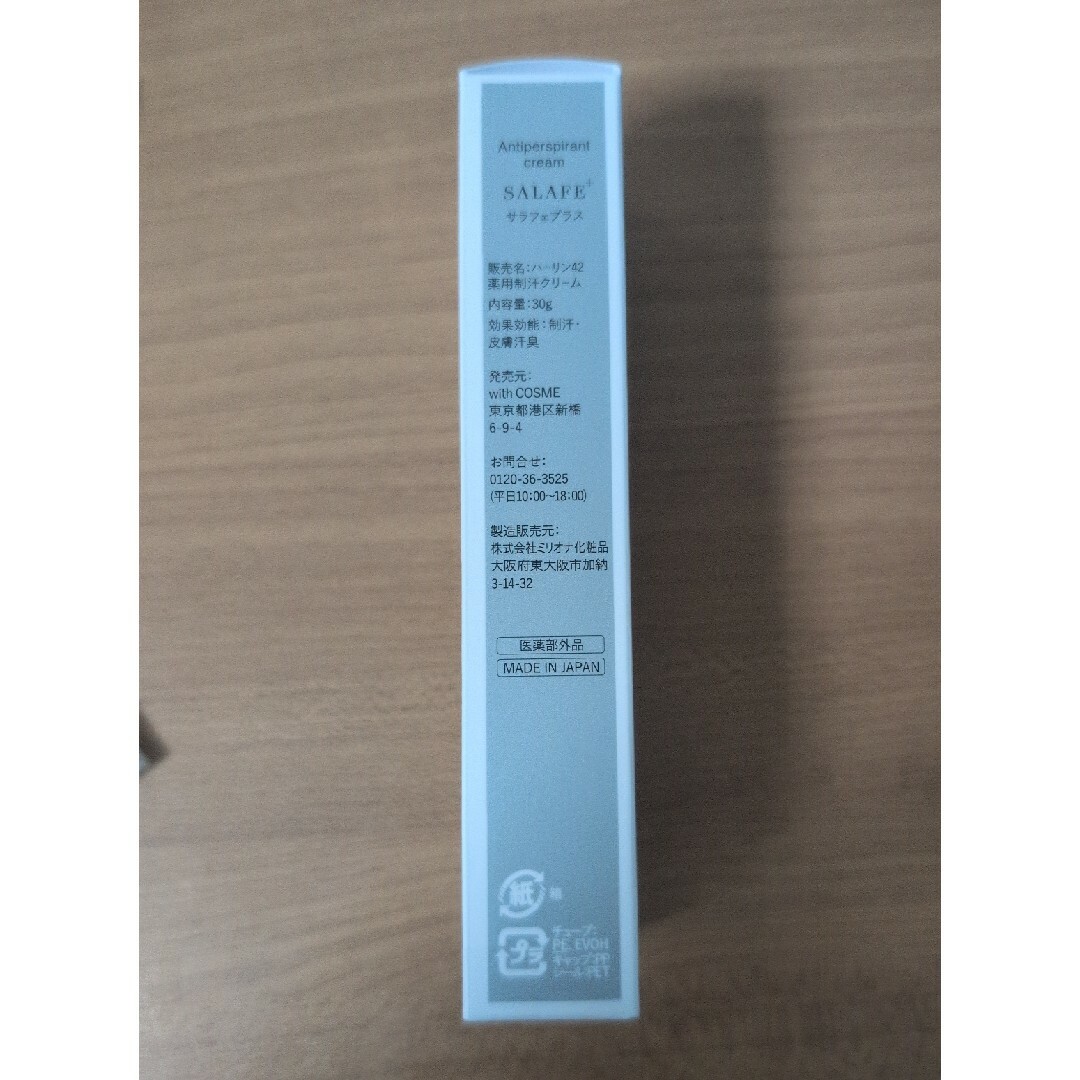 Antiperspirant
cream
SALAFE+
サラフェプラス
販売名:ハーリン42
薬用制汗クリーム
内容量:30g
効果効能:制汗・
皮膚汗臭
発売元:
with COSME
東京都港区新橋
6-9-4
お問合せ:
0120-36-3525
(平日10:00~18:00)
製造販売元:
株式会社ミリオナ化粧品
大阪府東大阪市加納
3-14-32
医薬部外品
MADE IN JAPAN
紙 箱
プラ
チューブ:
PE, EVOH
キャップ:PP
シール:PET